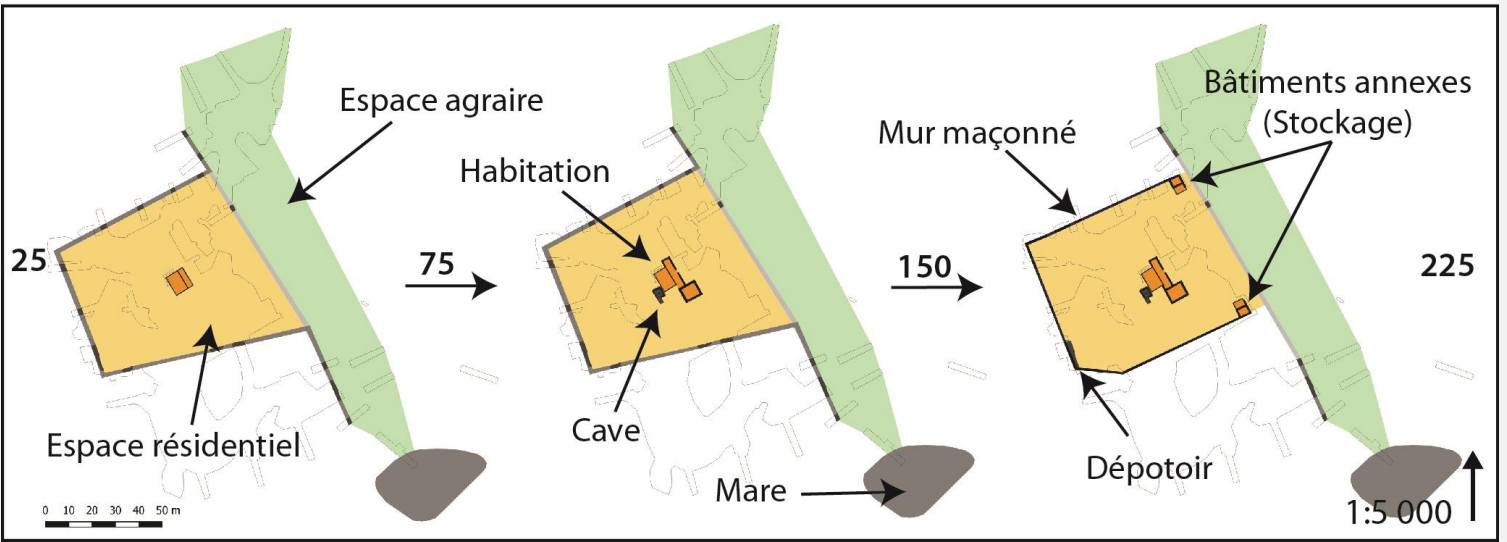 Bâtiments annexes
(Stockage)
Espace agraire
Mur maçonné
Habitation
25
75
150
225
Cave
Espace résidentiel
Dépotoir
Mare
0 10 20 30 40 50 m
1:5 000